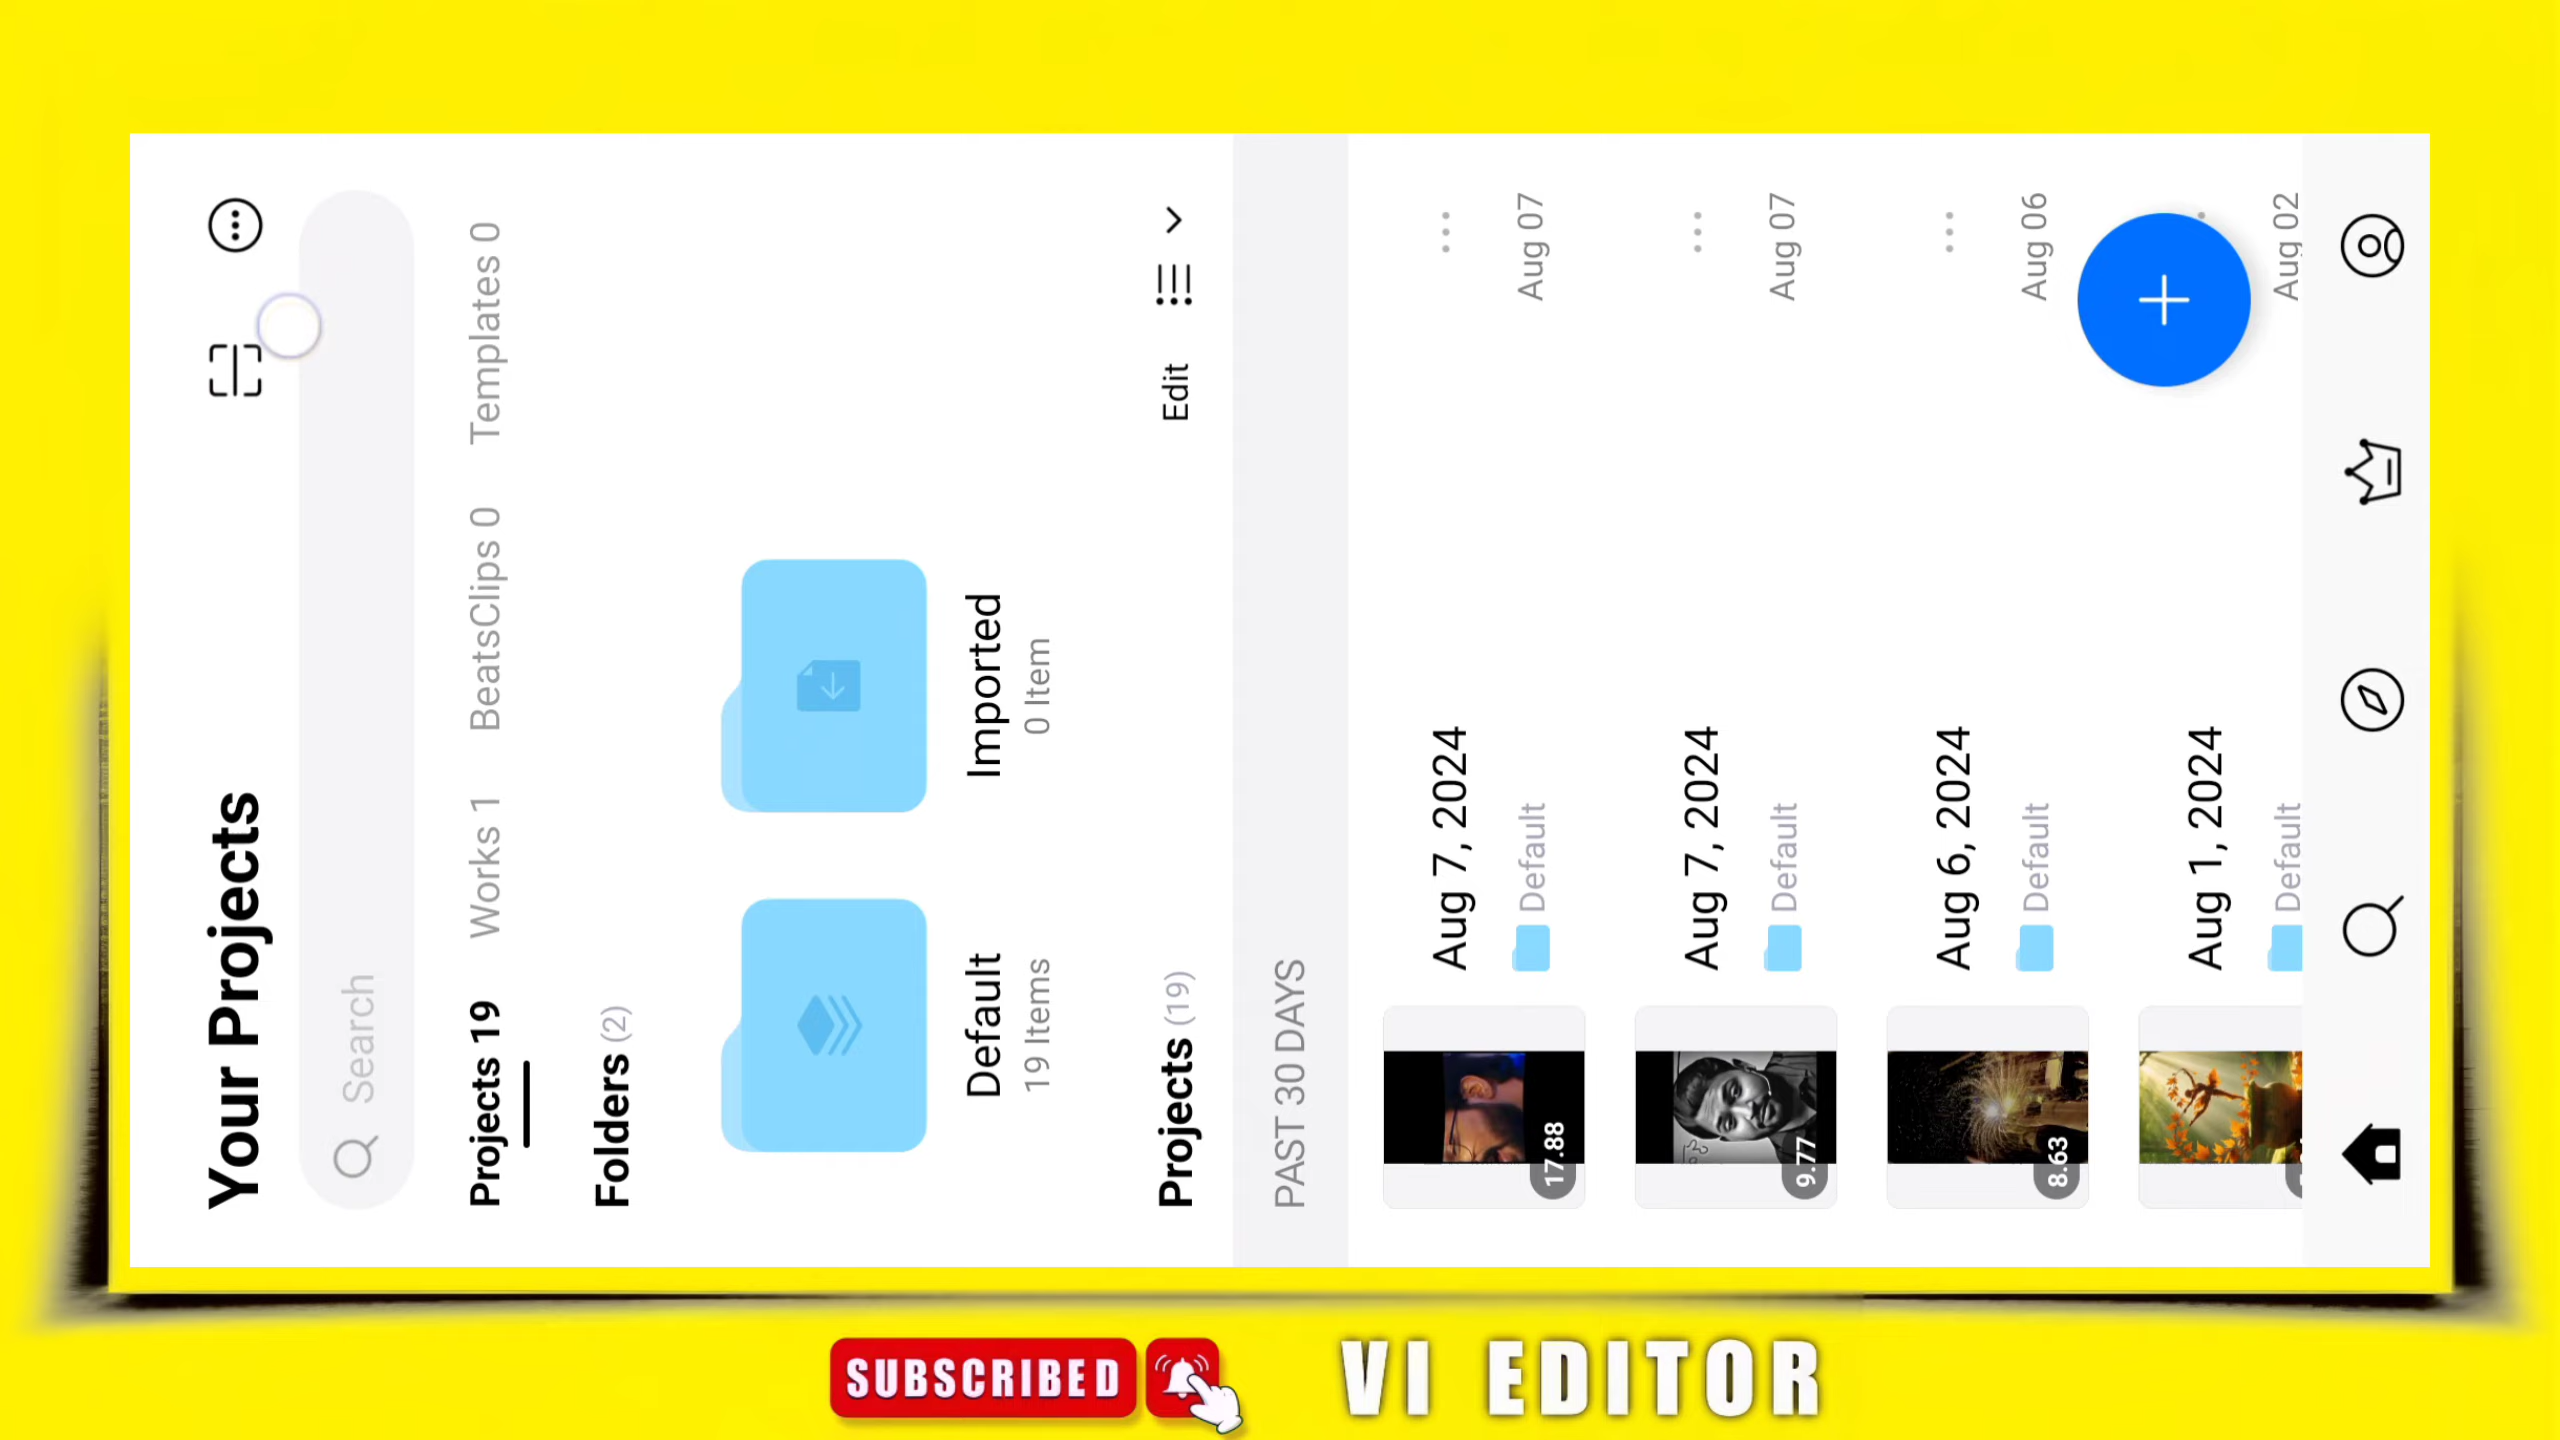 Your Projects
Search
Projects 19 Works 1 BeatsClips 0 Templates 0
Folders (2)
Default Imported
19 Items 0 Item
Projects (19) Edit
PAST 30 DAYS
Aug 7, 2024
Default Aug 07
17.88
Aug 7, 2024
Default Aug 07
9.77
Aug 6, 2024
Default Aug 06
8.63
Aug 1, 2024
Default Aug 02
SUBSCRIBED VI EDITOR